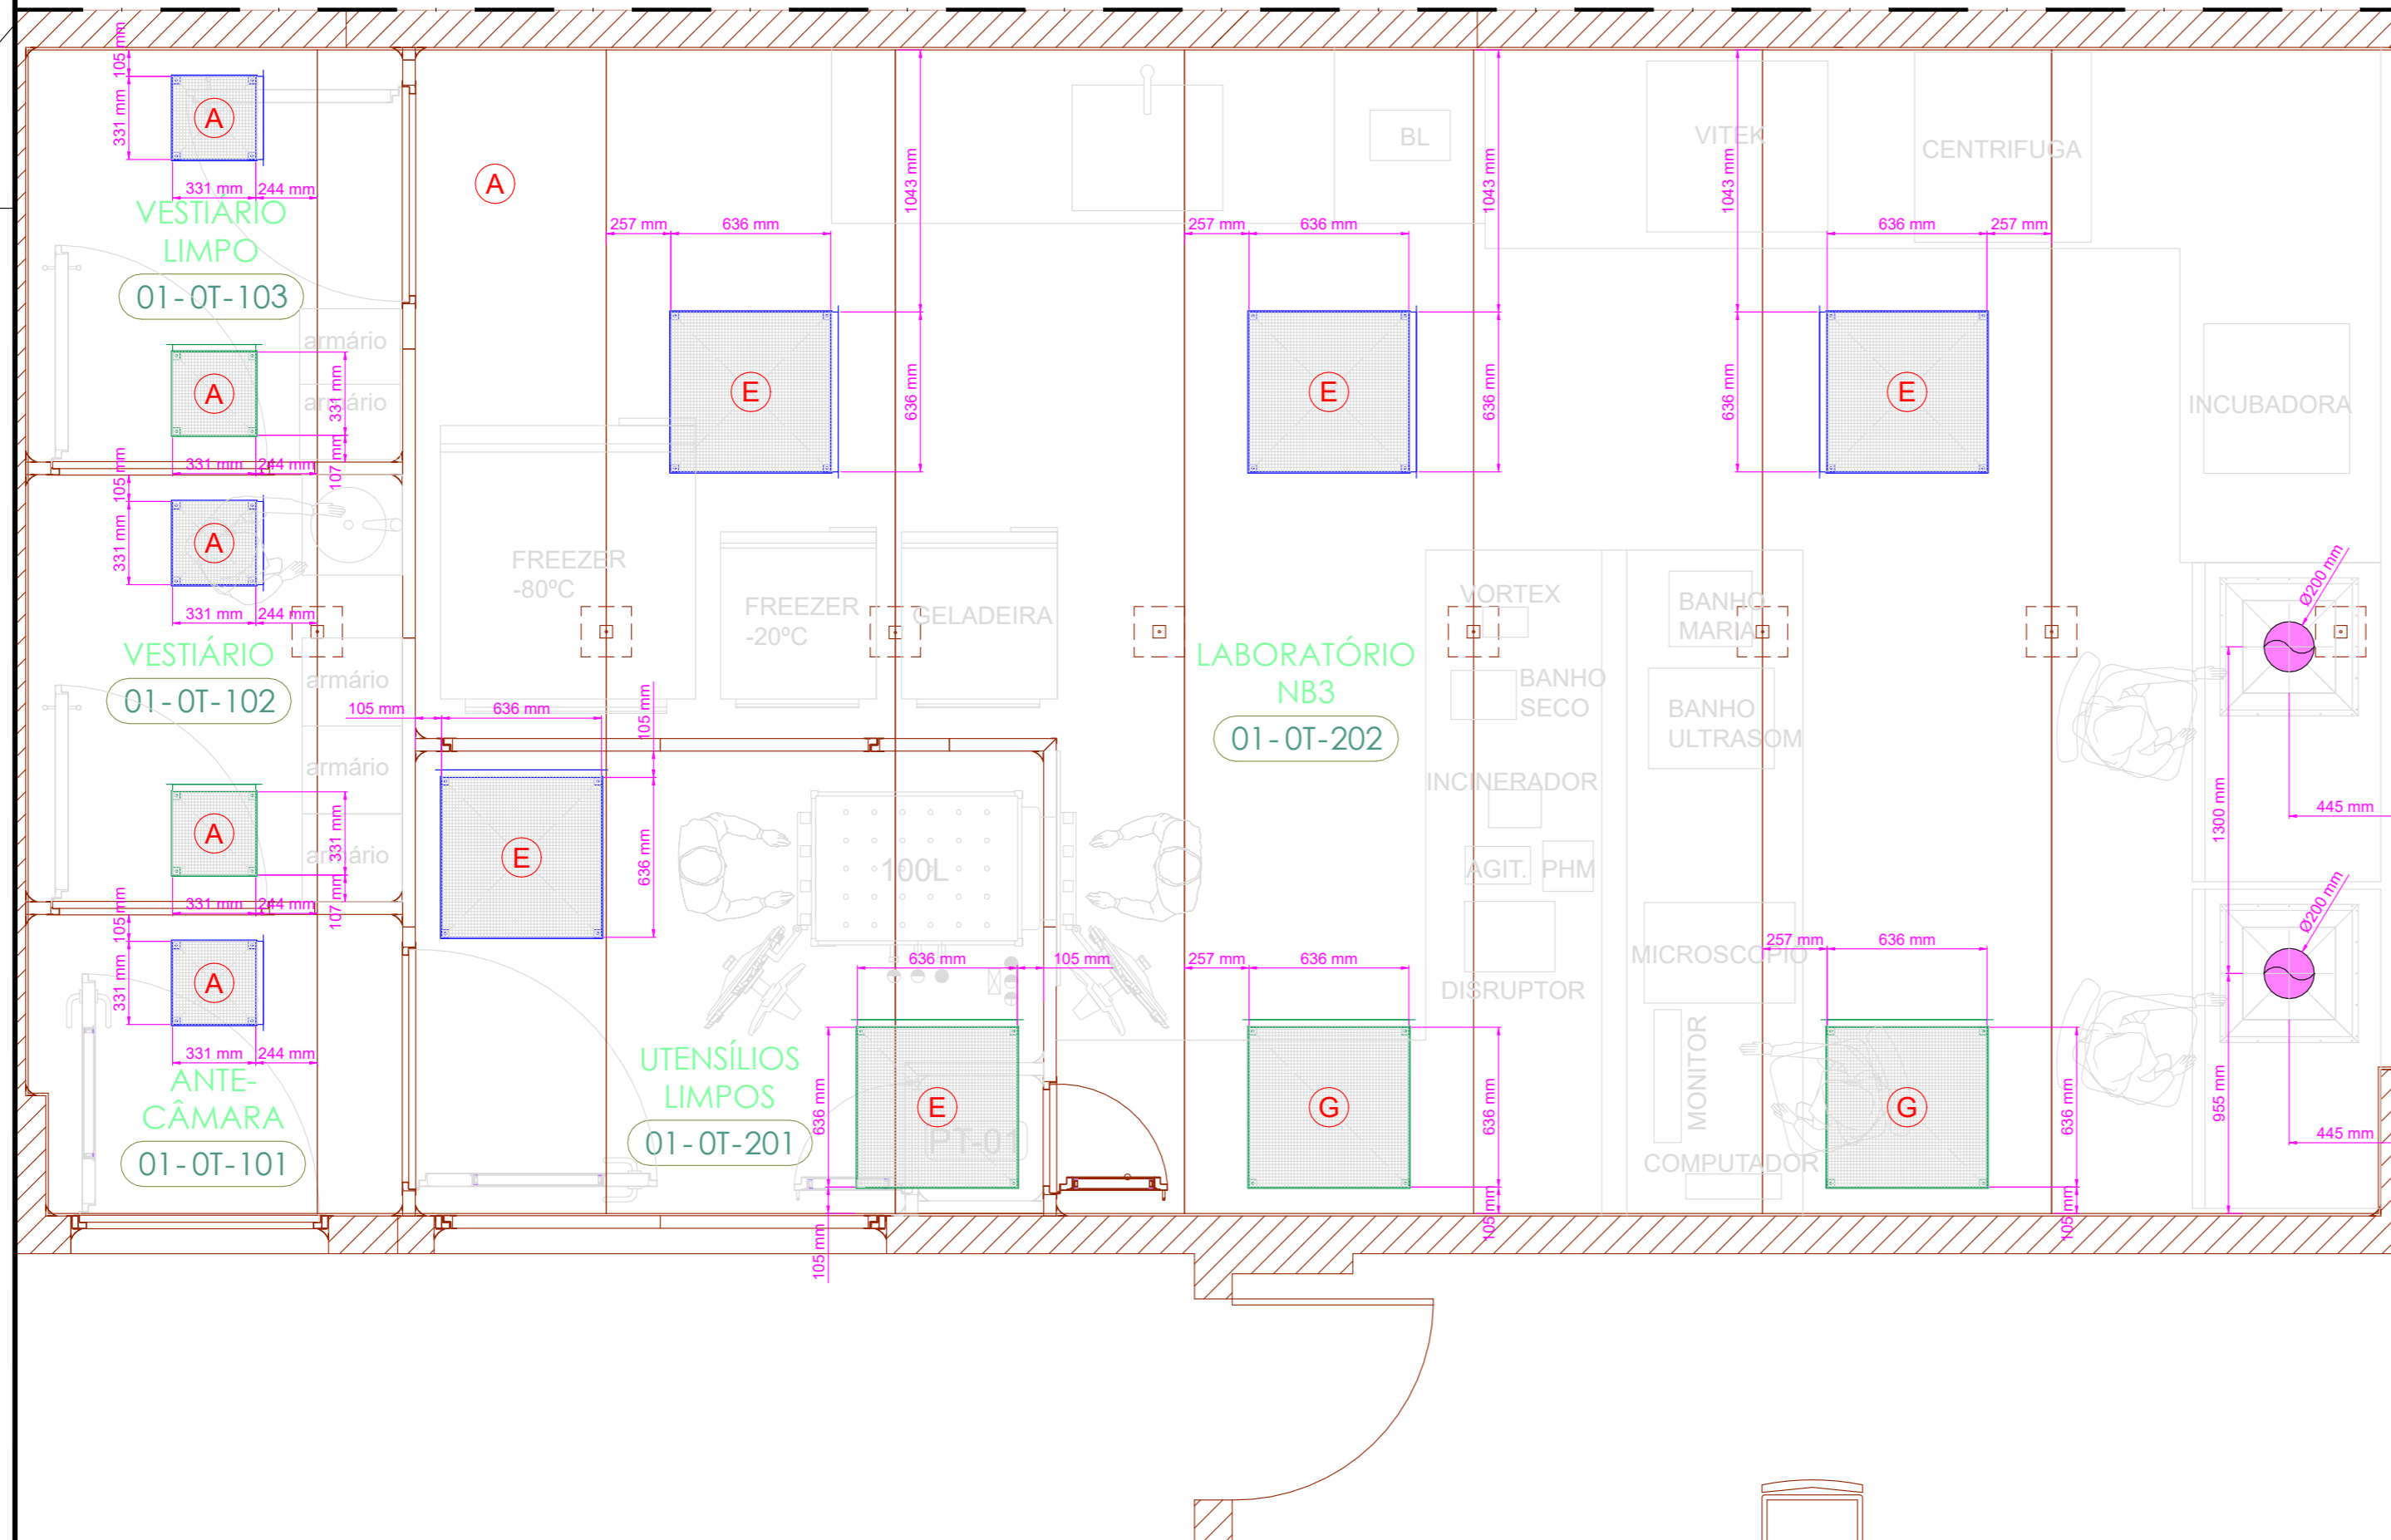 105 mm
331 mm
A
331 mm
244 mm
VESTIÁRIO
LIMPO
01-0T-103
armário
armário
A
331 mm
107 mm
331 mm
244 mm
105 mm
331 mm
A
331 mm
244 mm
VESTIÁRIO
01-0T-102
armário
armário
armário
A
331 mm
107 mm
331 mm
244 mm
105 mm
331 mm
A
331 mm
244 mm
ANTE-
CÂMARA
01-0T-101
A
257 mm
636 mm
1043 mm
636 mm
E
FREEZER
-80ºC
FREEZER
-20ºC
GELADEIRA
105 mm
636 mm
105 mm
636 mm
E
100L
636 mm
105 mm
UTENSÍLIOS
LIMPOS
01-0T-201
636 mm
105 mm
E
PT-01
BL
257 mm
636 mm
1043 mm
636 mm
E
LABORATÓRIO
NB3
01-0T-202
VORTEX
BANHO
SECO
INCINERADOR
AGIT.
PHM
DISRUPTOR
257 mm
636 mm
G
636 mm
105 mm
VITEK
CENTRIFUGA
1043 mm
636 mm
636 mm
257 mm
E
INCUBADORA
BANHO
MARIA
BANHO
ULTRASOM
MICROSCOPIO
MONITOR
COMPUTADOR
257 mm
636 mm
G
636 mm
105 mm
Ø200 mm
1300 mm
445 mm
Ø200 mm
955 mm
445 mm